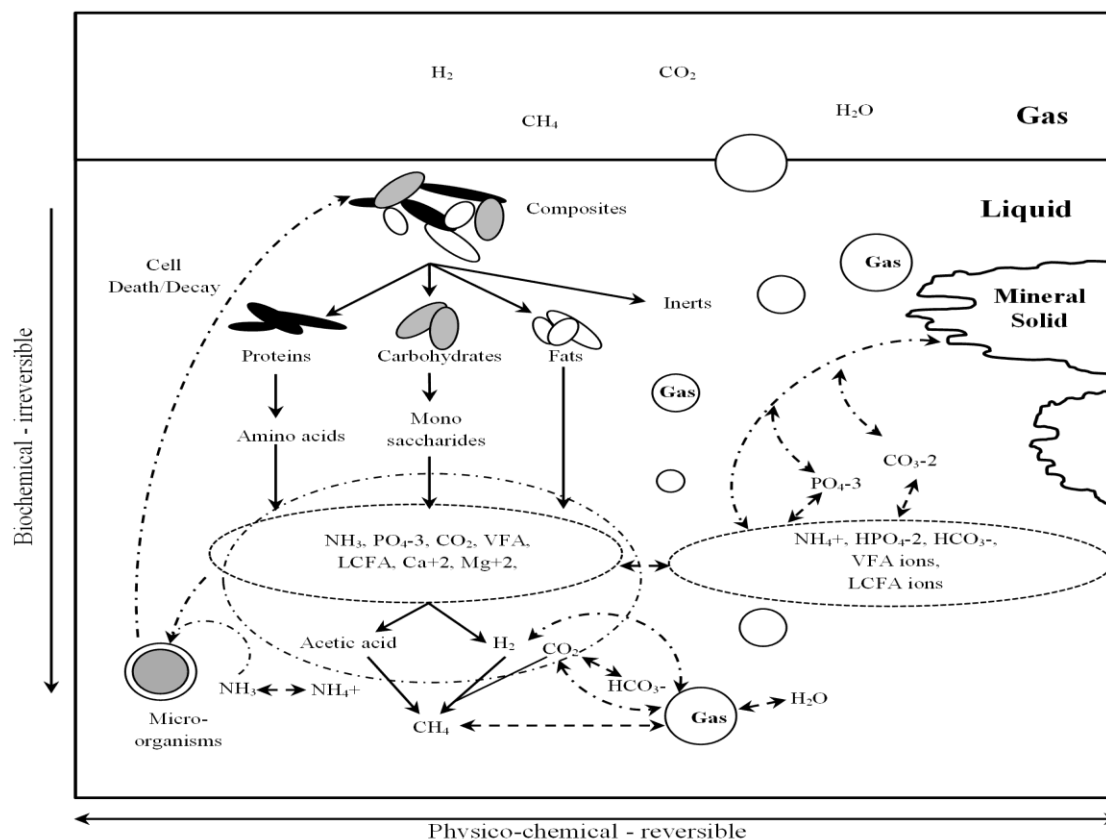 H₂
CO₂
CH₄
H₂O
Gas
Composites
Liquid
Cell
Death/Decay
Gas
Mineral
Solid
Inerts
Proteins
Carbohydrates
Fats
Gas
Amino acids
Mono
saccharides
CO₃-2
PO₄-3
NH₃, PO₄-3, CO₂, VFA,
LCFA, Ca+2, Mg+2,
NH₄+, HPO₄-2, HCO₃-,
VFA ions,
LCFA ions
Acetic acid
H₂
CO₂
NH₃
NH₄+
HCO₃-
H₂O
Gas
Micro-
organisms
CH₄
Biochemical - irreversible
Physico-chemical - reversible